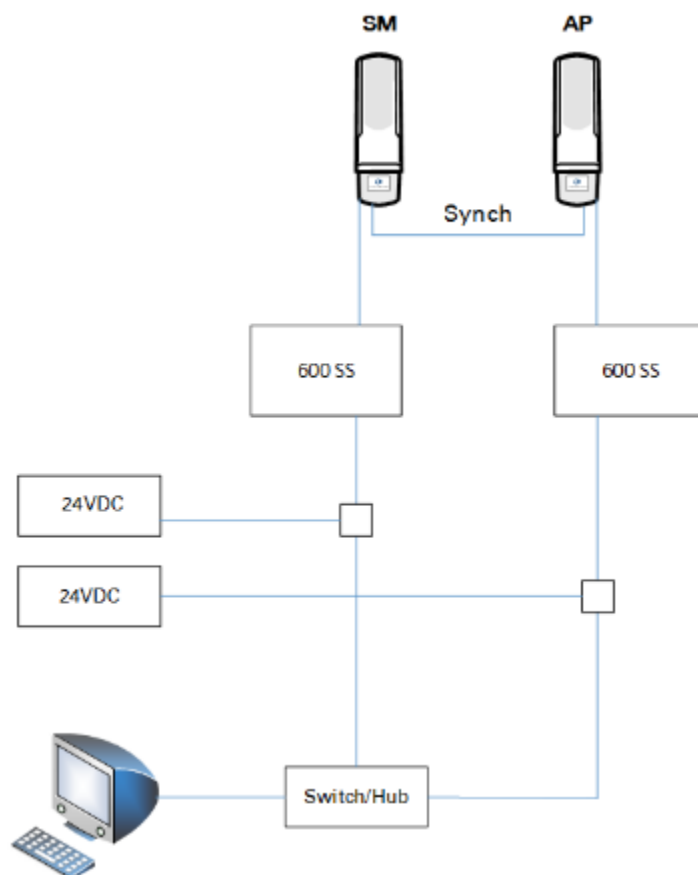 SM
AP
Synch
600 SS
600 SS
24VDC
24VDC
Switch/Hub